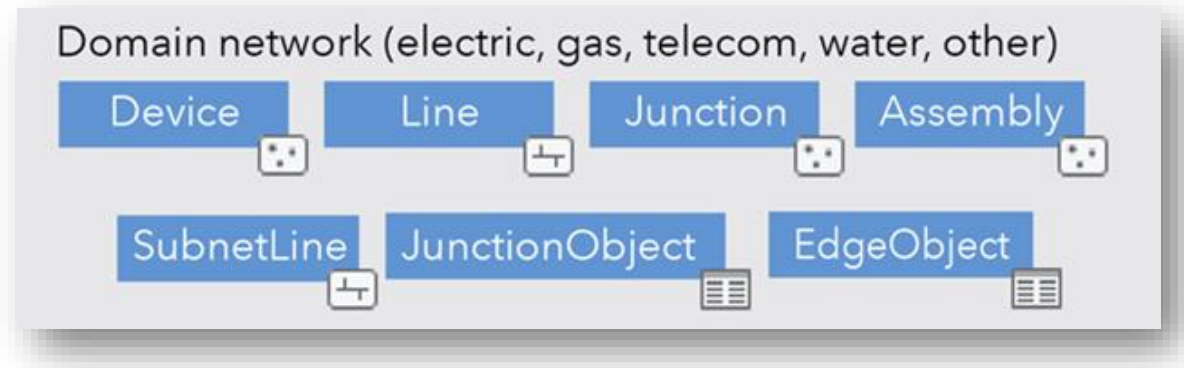 Domain network (electric, gas, telecom, water, other)
Device Line Junction Assembly
SubnetLine JunctionObject EdgeObject